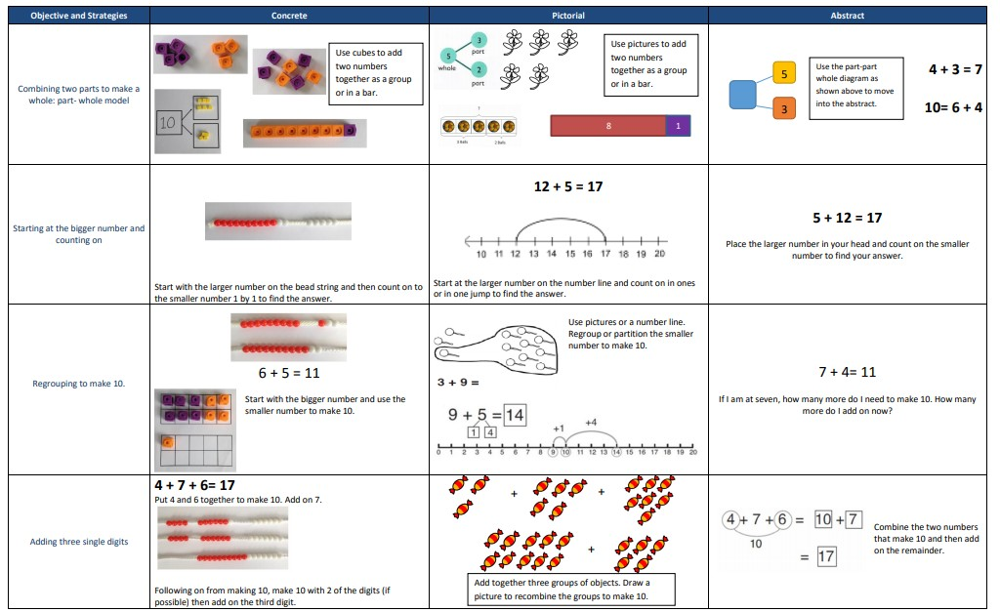 Objective and Strategies
Concrete
Pictorial
Abstract
Combining two parts to make a
whole: part- whole model
10
Use cubes to add
two numbers
together as a group
or in a bar.
3
part
5
whole
2
part
Use pictures to add
two numbers
together as a group
or in a bar.
3 Balls
2 Balls
8
1
5
3
Use the part-part
whole diagram as
shown above to move
into the abstract.
4 + 3 = 7
10= 6 + 4
Starting at the bigger number and
counting on
Start with the larger number on the bead string and then count on to
the smaller number 1 by 1 to find the answer.
12 + 5 = 17
10 11 12 13 14 15 16 17 18 19 20
Start at the larger number on the number line and count on in ones
or in one jump to find the answer.
5 + 12 = 17
Place the larger number in your head and count on the smaller
number to find your answer.
Regrouping to make 10.
6 + 5 = 11
Start with the bigger number and use the
smaller number to make 10.
Use pictures or a number line.
Regroup or partition the smaller
number to make 10.
3 + 9 =
9 + 5 = 14
1 4
+1
+4
0 1 2 3 4 5 6 7 8 9 10 11 12 13 14 15 16 17 18 19 20
7 + 4= 11
If I am at seven, how many more do I need to make 10. How many
more do I add on now?
Adding three single digits
4 + 7 + 6= 17
Put 4 and 6 together to make 10. Add on 7.
Following on from making 10, make 10 with 2 of the digits (if
possible) then add on the third digit.
+ +
+
Add together three groups of objects. Draw a
picture to recombine the groups to make 10.
4 + 7 + 6 = 10 + 7
10
= 17
Combine the two numbers
that make 10 and then add
on the remainder.